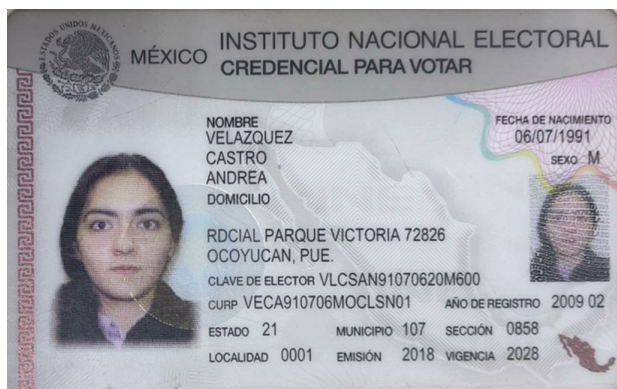 ESTADOS UNIDOS MEXICANOS
MÉXICO INSTITUTO NACIONAL ELECTORAL
CREDENCIAL PARA VOTAR
NOMBRE
VELAZQUEZ
CASTRO
ANDREA
DOMICILIO
RDCIAL PARQUE VICTORIA 72826
OCOYUCAN, PUE.
FECHA DE NACIMIENTO
06/07/1991
SEXO M
CLAVE DE ELECTOR VLCSAN91070620M600
CURP VECA910706MOCLSN01 AÑO DE REGISTRO 2009 02
ESTADO 21 MUNICIPIO 107 SECCIÓN 0858
LOCALIDAD 0001 EMISIÓN 2018 VIGENCIA 2028